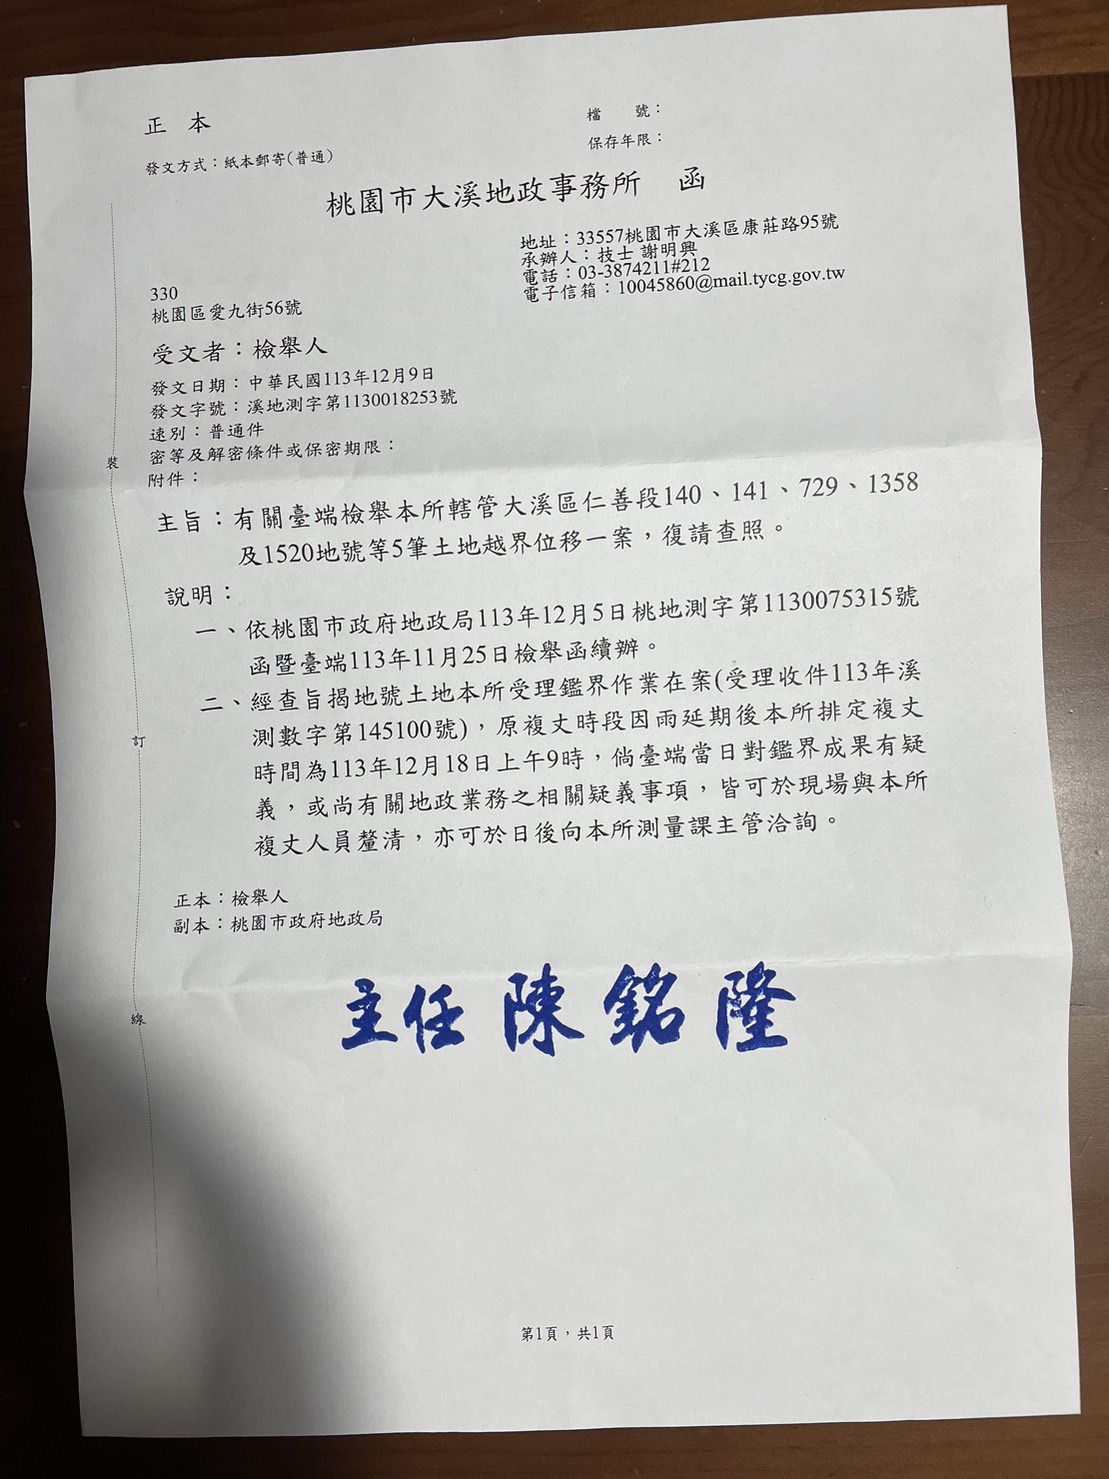 正　本
檔　　號：
保存年限：
發文方式：紙本郵寄(普通)
桃園市大溪地政事務所　函
地址：33557桃園市大溪區康莊路95號
承辦人：技士 謝明興
電話：03-3874211#212
電子信箱：10045860@mail.tycg.gov.tw
330
桃園區愛九街56號
受文者：檢舉人
發文日期：中華民國113年12月9日
發文字號：溪地測字第1130018253號
速別：普通件
密等及解密條件或保密期限：
附件：
主旨：有關臺端檢舉本所轄管大溪區仁善段140、141、729、1358
及1520地號等5筆土地越界位移一案，復請查照。
說明：
一、依桃園市政府地政局113年12月5日桃地測字第1130075315號
函暨臺端113年11月25日檢舉函續辦。
二、經查旨揭地號土地本所受理鑑界作業在案(受理收件113年溪
測數字第145100號)，原複丈時段因雨延期後本所排定複丈
時間為113年12月18日上午9時，倘臺端當日對鑑界成果有疑
義，或尚有關地政業務之相關疑義事項，皆可於現場與本所
複丈人員釐清，亦可於日後向本所測量課主管洽詢。
正本：檢舉人
副本：桃園市政府地政局
主任 陳銘隆
裝
訂
線
第1頁，共1頁